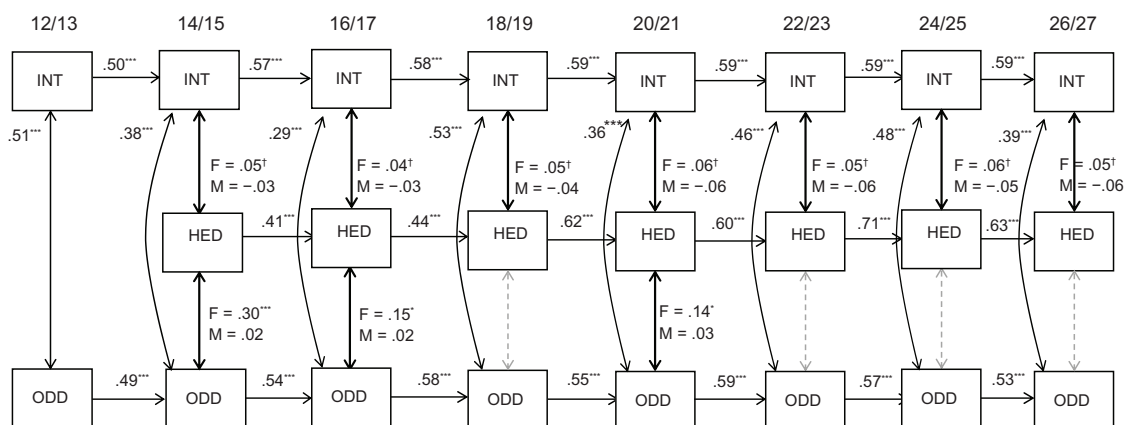 12/13 14/15 16/17 18/19 20/21 22/23 24/25 26/27
.50*** .57*** .58*** .59*** .59*** .59*** .59***
INT INT INT INT INT INT INT INT
.51*** .38*** .29*** .53*** .36*** .46*** .48*** .39***
F = .05† F = .04† F = .05† F = .06† F = .05† F = .06† F = .05†
M = −.03 M = −.03 M = −.04 M = −.06 M = −.06 M = −.05 M = −.06
.41*** .44*** .62*** .60*** .71*** .63***
HED HED HED HED HED HED HED
F = .30*** F = .15* F = .14*
M = .02 M = .02 M = .03
.49*** .54*** .58*** .55*** .59*** .57*** .53***
ODD ODD ODD ODD ODD ODD ODD ODD